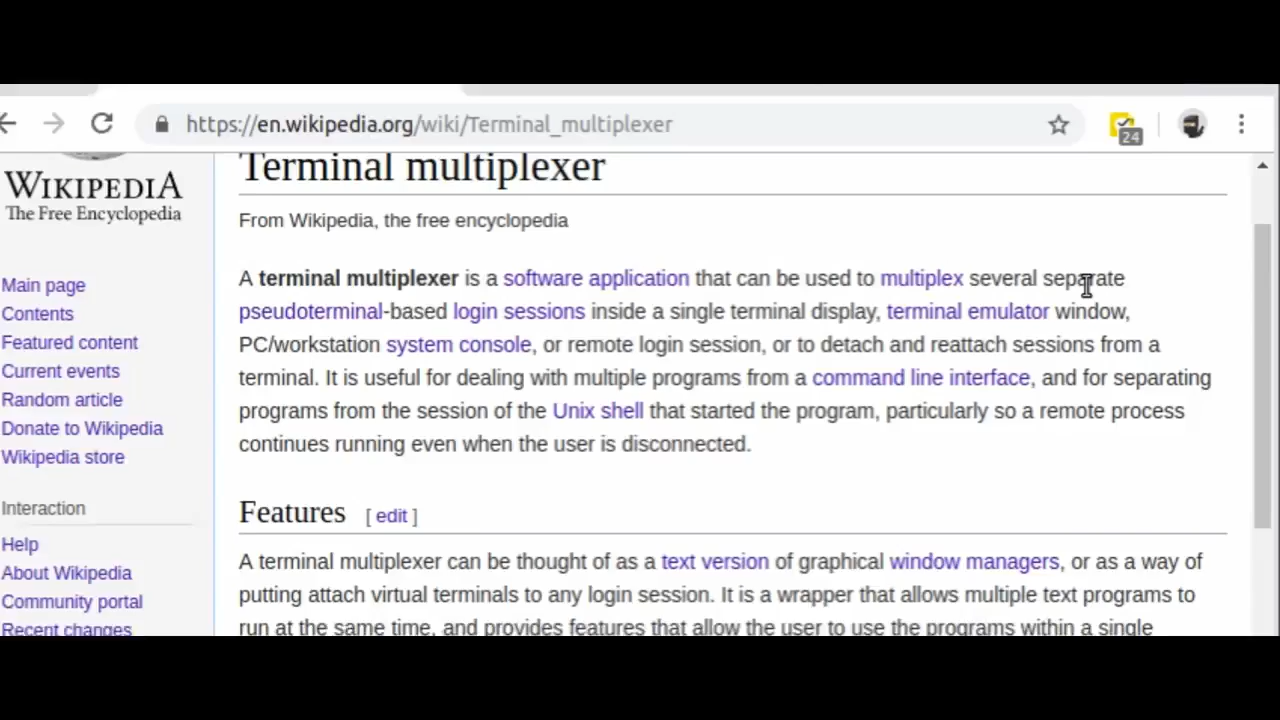 https://en.wikipedia.org/wiki/Terminal_multiplexer
24
WIKIPEDIA
The Free Encyclopedia
Main page
Contents
Featured content
Current events
Random article
Donate to Wikipedia
Wikipedia store
Interaction
Help
About Wikipedia
Community portal
Recent changes
Terminal multiplexer
From Wikipedia, the free encyclopedia
A terminal multiplexer is a software application that can be used to multiplex several separate
pseudoterminal-based login sessions inside a single terminal display, terminal emulator window,
PC/workstation system console, or remote login session, or to detach and reattach sessions from a
terminal. It is useful for dealing with multiple programs from a command line interface, and for separating
programs from the session of the Unix shell that started the program, particularly so a remote process
continues running even when the user is disconnected.
Features [ edit ]
A terminal multiplexer can be thought of as a text version of graphical window managers, or as a way of
putting attach virtual terminals to any login session. It is a wrapper that allows multiple text programs to
run at the same time, and provides features that allow the user to use the programs within a single